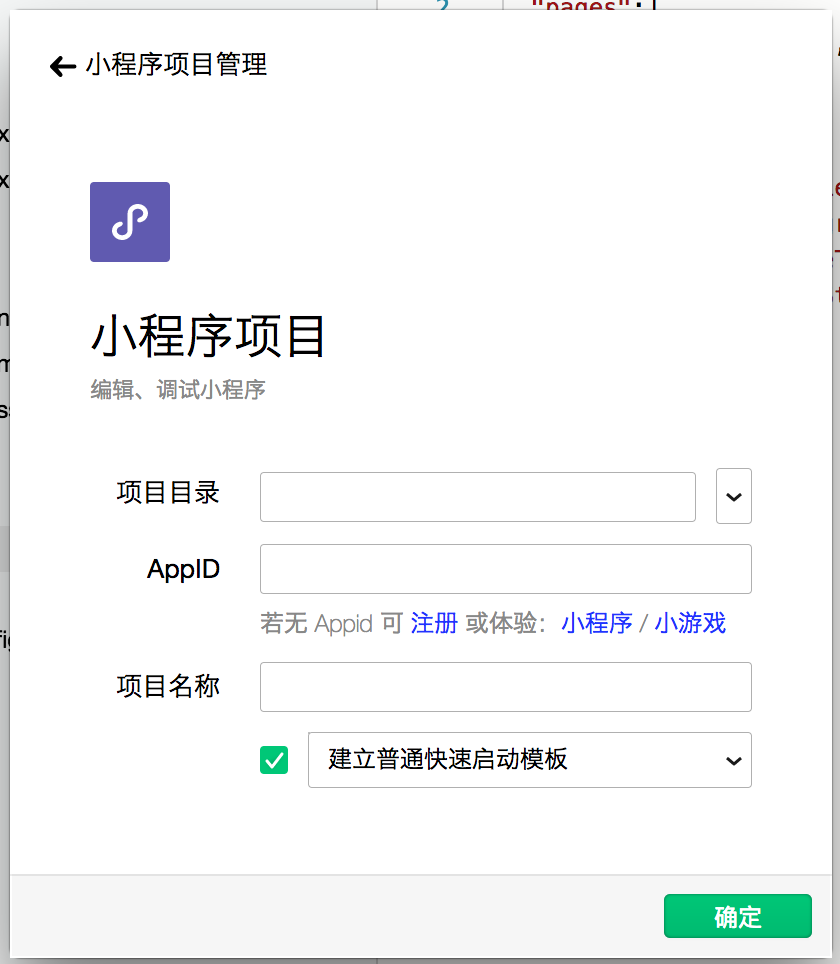 2 "pages":[
小程序项目管理
小程序项目
编辑、调试小程序
项目目录
AppID
若无 Appid 可 注册 或体验：小程序 / 小游戏
项目名称
建立普通快速启动模板
确定